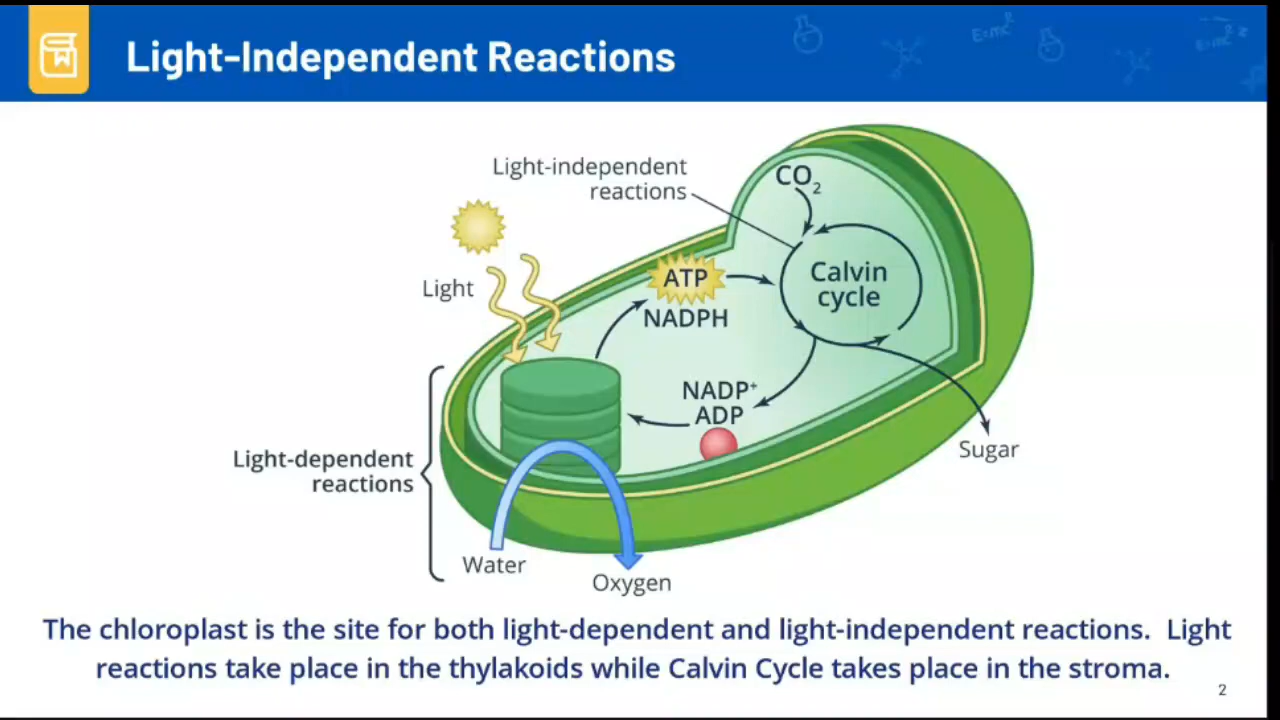 Light-Independent Reactions
E=mc²
Light-independent
reactions
CO₂
Light
ATP
NADPH
Calvin
cycle
NADP⁺
ADP
Light-dependent
reactions
Sugar
Water
Oxygen
The chloroplast is the site for both light-dependent and light-independent reactions. Light
reactions take place in the thylakoids while Calvin Cycle takes place in the stroma.
2